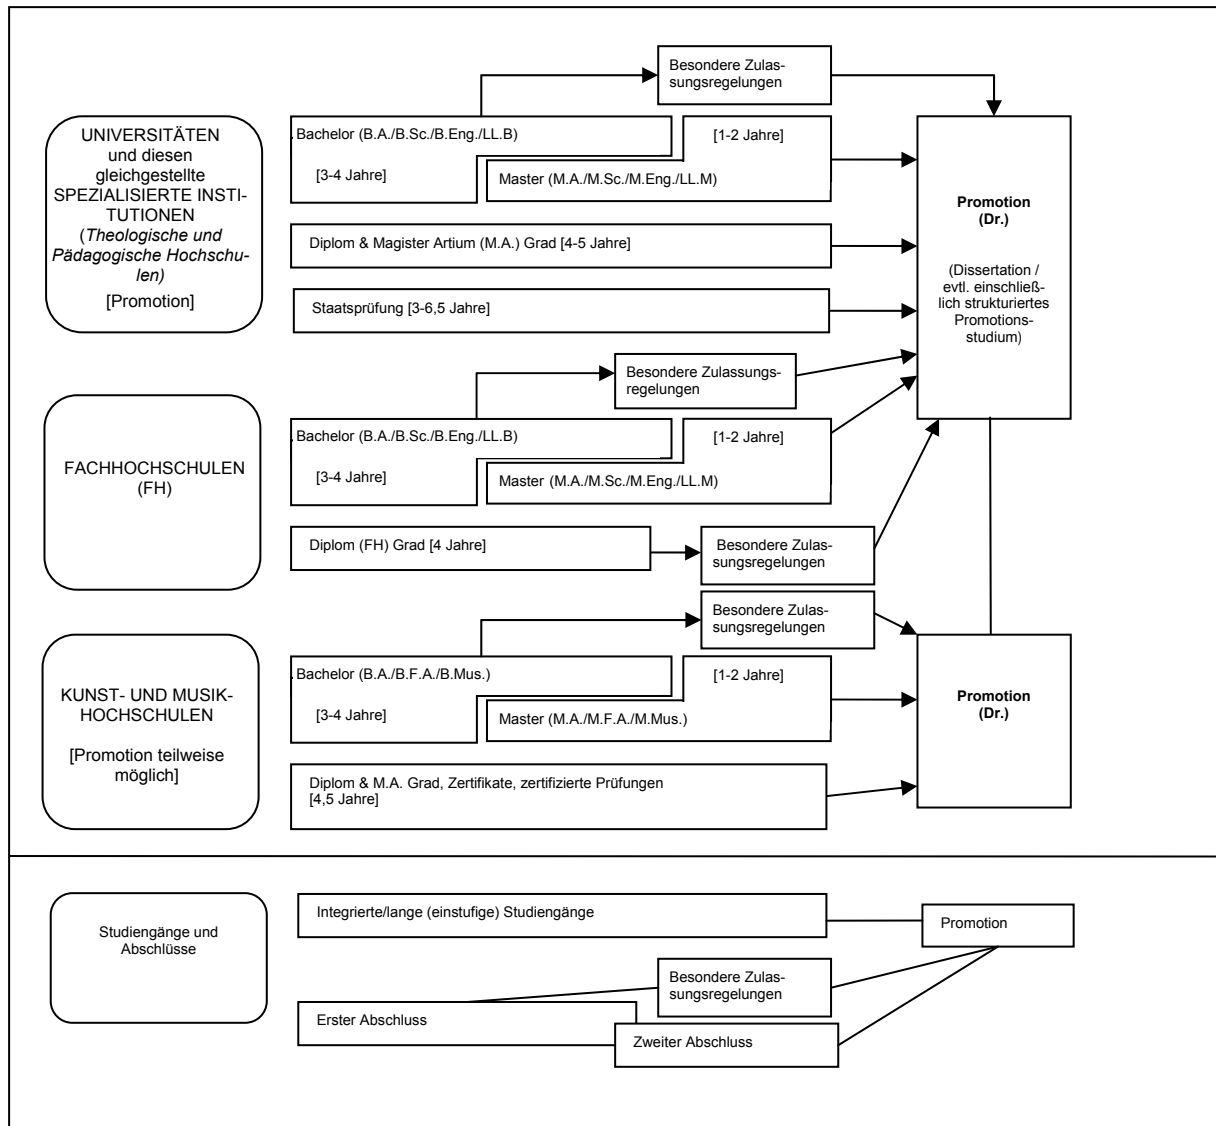 Besondere Zulas-
sungsregelungen
UNIVERSITÄTEN
und diesen
gleichgestellte
SPEZIALISIERTE INSTI-
TUTIONEN
(Theologische und
Pädagogische Hochschu-
len)
[Promotion]
Bachelor (B.A./B.Sc./B.Eng./LL.B)
[3-4 Jahre]
[1-2 Jahre]
Master (M.A./M.Sc./M.Eng./LL.M)
Diplom & Magister Artium (M.A.) Grad [4-5 Jahre]
Staatsprüfung [3-6,5 Jahre]
Promotion
(Dr.)
(Dissertation /
evtl. einschließ-
lich strukturiertes
Promotions-
studium)
Besondere Zulassungs-
regelungen
FACHHOCHSCHULEN
(FH)
Bachelor (B.A./B.Sc./B.Eng./LL.B)
[3-4 Jahre]
[1-2 Jahre]
Master (M.A./M.Sc./M.Eng./LL.M)
Diplom (FH) Grad [4 Jahre]
Besondere Zulas-
sungsregelungen
Besondere Zulas-
sungsregelungen
KUNST- UND MUSIK-
HOCHSCHULEN
[Promotion teilweise
möglich]
Bachelor (B.A./B.F.A./B.Mus.)
[3-4 Jahre]
[1-2 Jahre]
Master (M.A./M.F.A./M.Mus.)
Diplom & M.A. Grad, Zertifikate, zertifizierte Prüfungen
[4,5 Jahre]
Promotion
(Dr.)
Studiengänge und
Abschlüsse
Integrierte/lange (einstufige) Studiengänge
Promotion
Besondere Zulas-
sungsregelungen
Erster Abschluss
Zweiter Abschluss